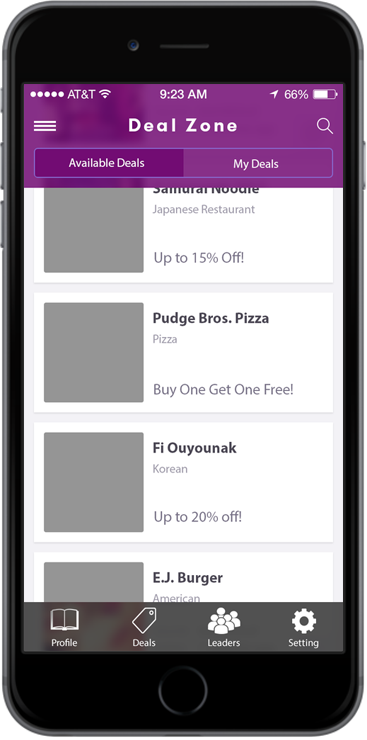 AT&T 9:23 AM 66%
Deal Zone
Available Deals My Deals
Samurai Noodle
Japanese Restaurant
Up to 15% Off!
Pudge Bros. Pizza
Pizza
Buy One Get One Free!
Fi Ouyounak
Korean
Up to 20% off!
E.J. Burger
American
Profile Deals Leaders Setting